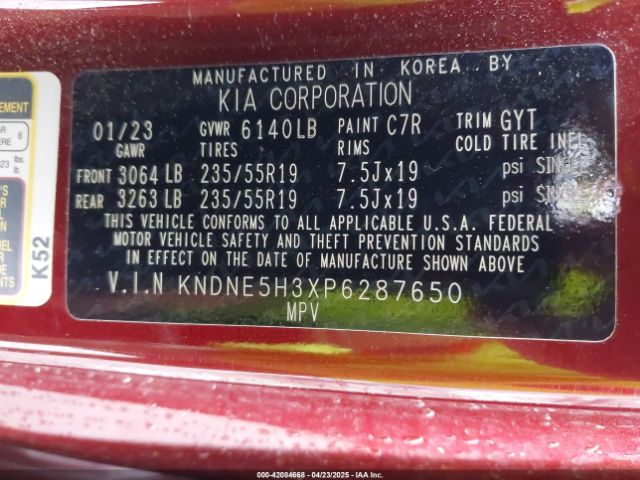 MANUFACTURED IN KOREA BY
KIA CORPORATION
01/23 GVWR 6140LB PAINT C7R TRIM GYT
GAWR TIRES RIMS COLD TIRE INFL
FRONT 3064 LB 235/55R19 7.5Jx19 psi SINGLE
REAR 3263 LB 235/55R19 7.5Jx19 psi SINGLE
THIS VEHICLE CONFORMS TO ALL APPLICABLE U.S.A. FEDERAL
MOTOR VEHICLE SAFETY AND THEFT PREVENTION STANDARDS
IN EFFECT ON THE DATE OF MANUFACTURE SHOWN ABOVE.
V.I.N KNDNE5H3XP6287650
MPV
K52
000-42084668 - 04/23/2025 - IAA Inc.